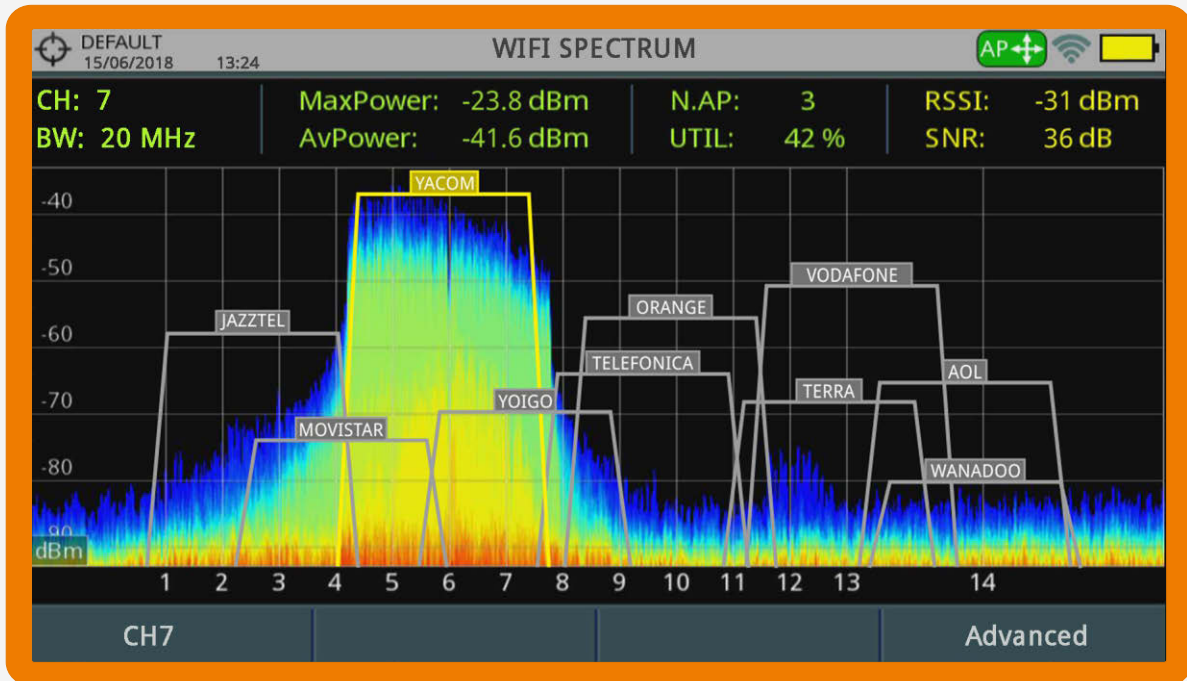 DEFAULT
15/06/2018 13:24
WIFI SPECTRUM
AP
CH: 7 MaxPower: -23.8 dBm N.AP: 3 RSSI: -31 dBm
BW: 20 MHz AvPower: -41.6 dBm UTIL: 42 % SNR: 36 dB
YACOM
-40
-50
VODAFONE
ORANGE
JAZZTEL
-60
TELEFONICA
AOL
TERRA
YOIGO
-70
MOVISTAR
-80
WANADOO
-90
dBm
1 2 3 4 5 6 7 8 9 10 11 12 13 14
CH7 Advanced